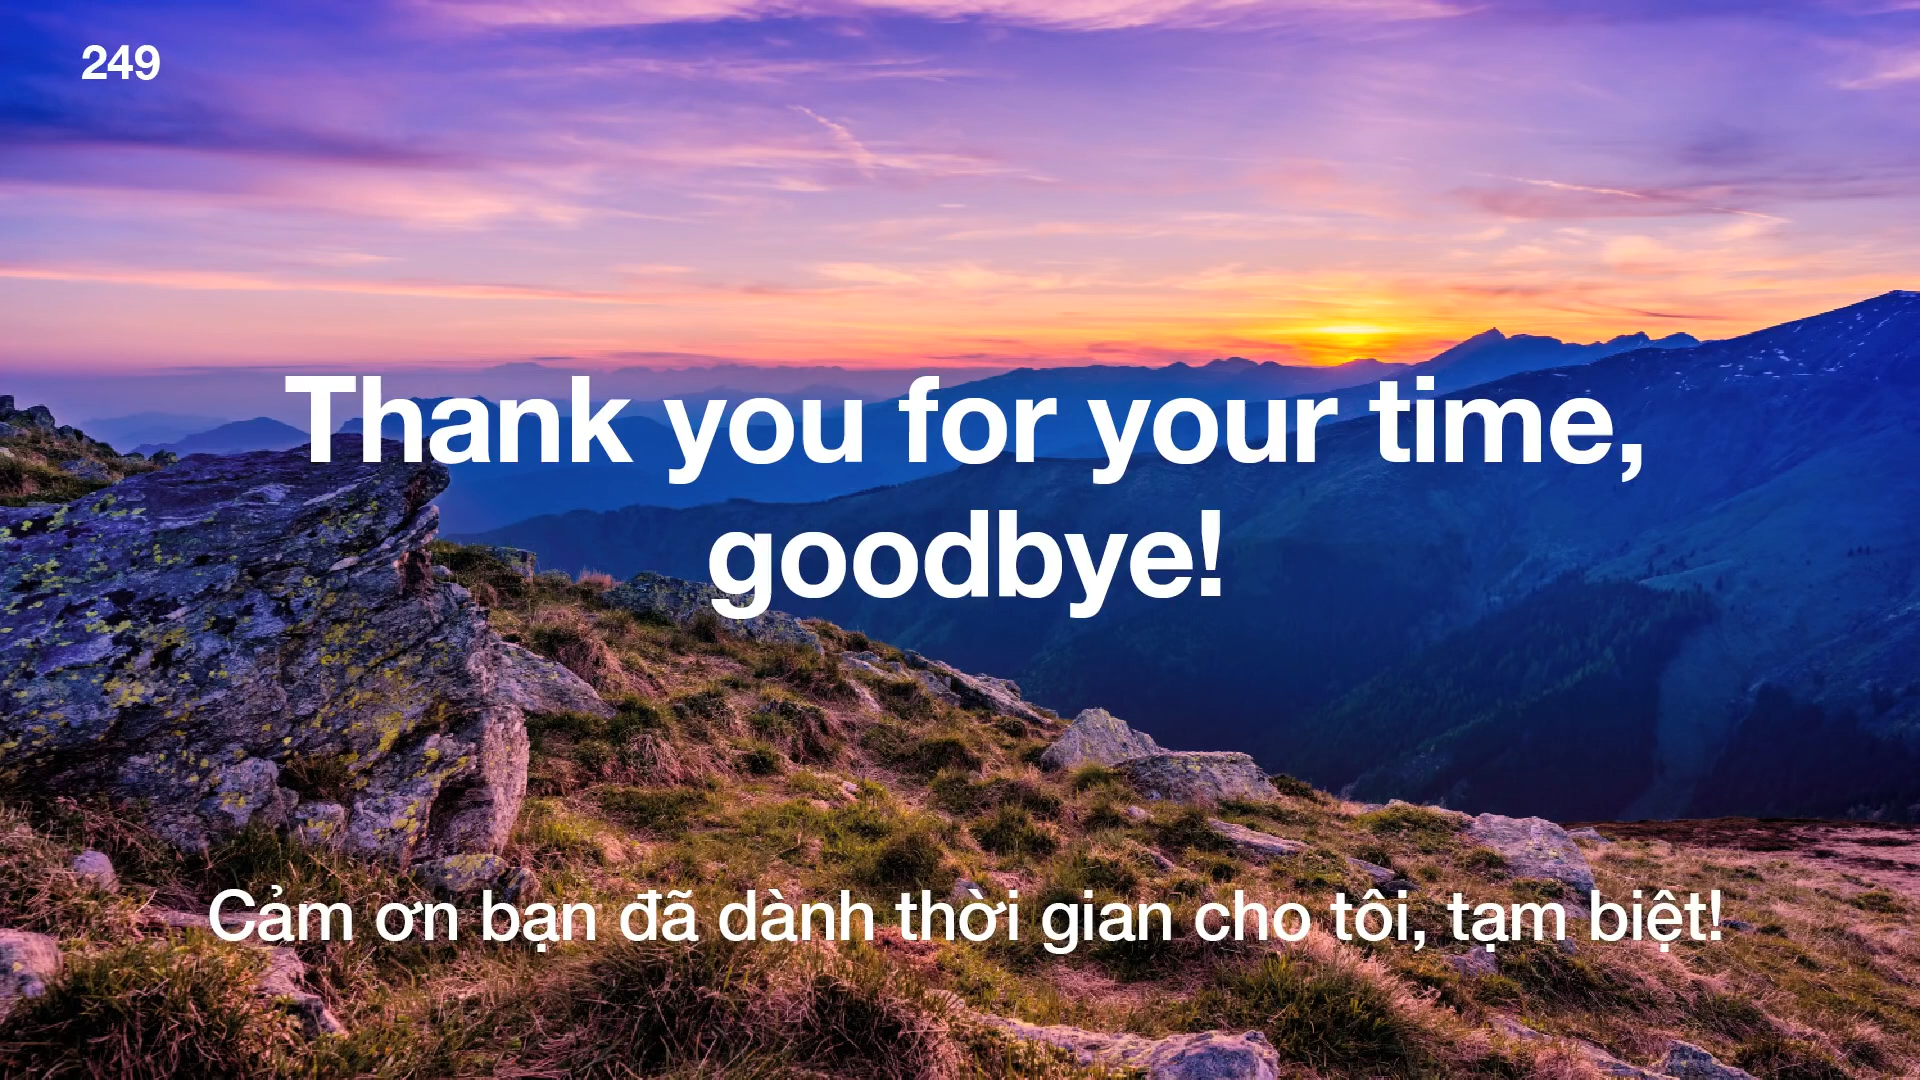 249
Thank you for your time,
goodbye!
Cảm ơn bạn đã dành thời gian cho tôi, tạm biệt!